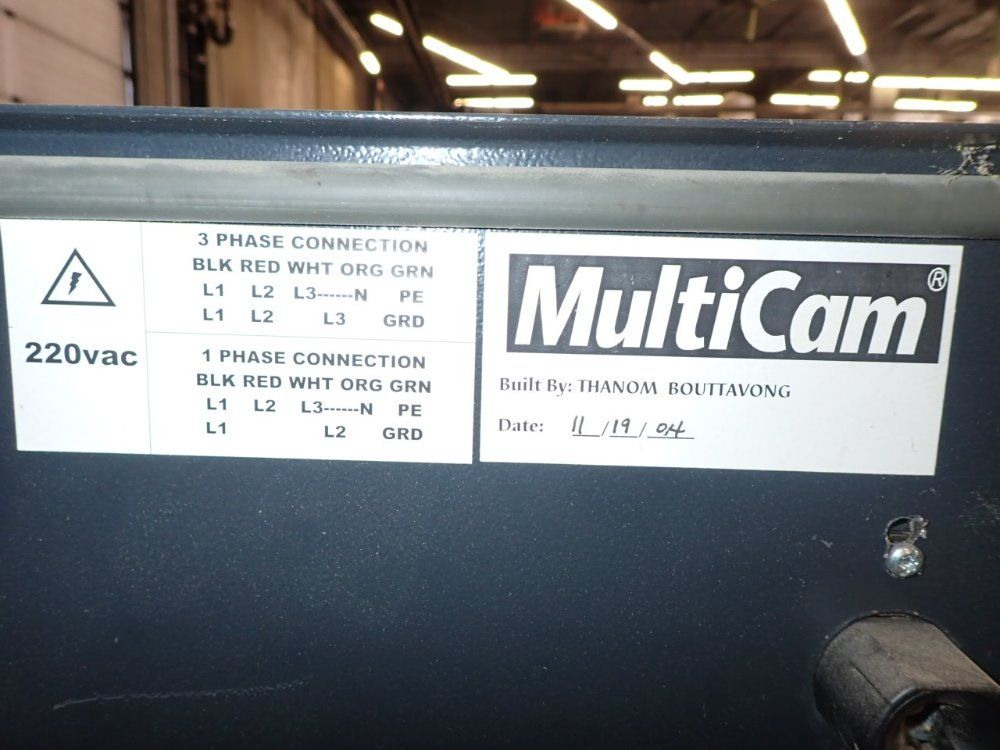 220vac
3 PHASE CONNECTION
BLK RED WHT ORG GRN
L1 L2 L3------N PE
L1 L2 L3 GRD
1 PHASE CONNECTION
BLK RED WHT ORG GRN
L1 L2 L3------N PE
L1 L2 GRD
MultiCam®
Built By: THANOM BOUTTAVONG
Date: 11/19/04